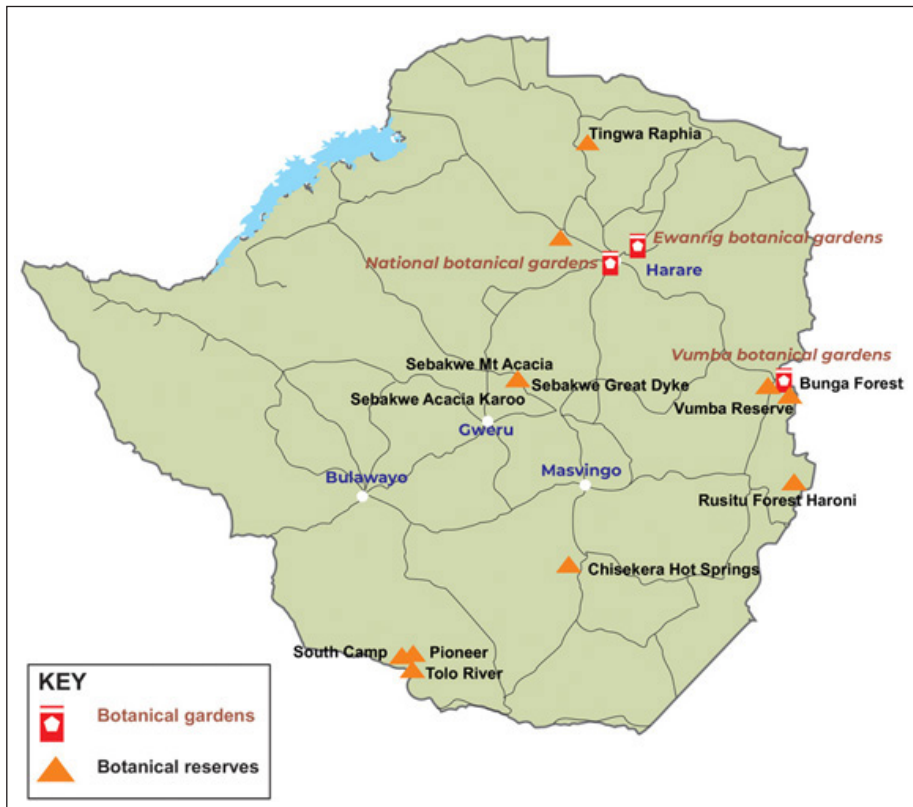 Tingwa Raphia
Ewanrig botanical gardens
National botanical gardens
Harare
Vumba botanical gardens
Sebakwe Mt Acacia
Bunga Forest
Sebakwe Great Dyke
Sebakwe Acacia Karoo
Vumba Reserve
Gweru
Masvingo
Bulawayo
Rusitu Forest Haroni
Chisekera Hot Springs
South Camp
Pioneer
Tolo River
KEY
Botanical gardens
Botanical reserves